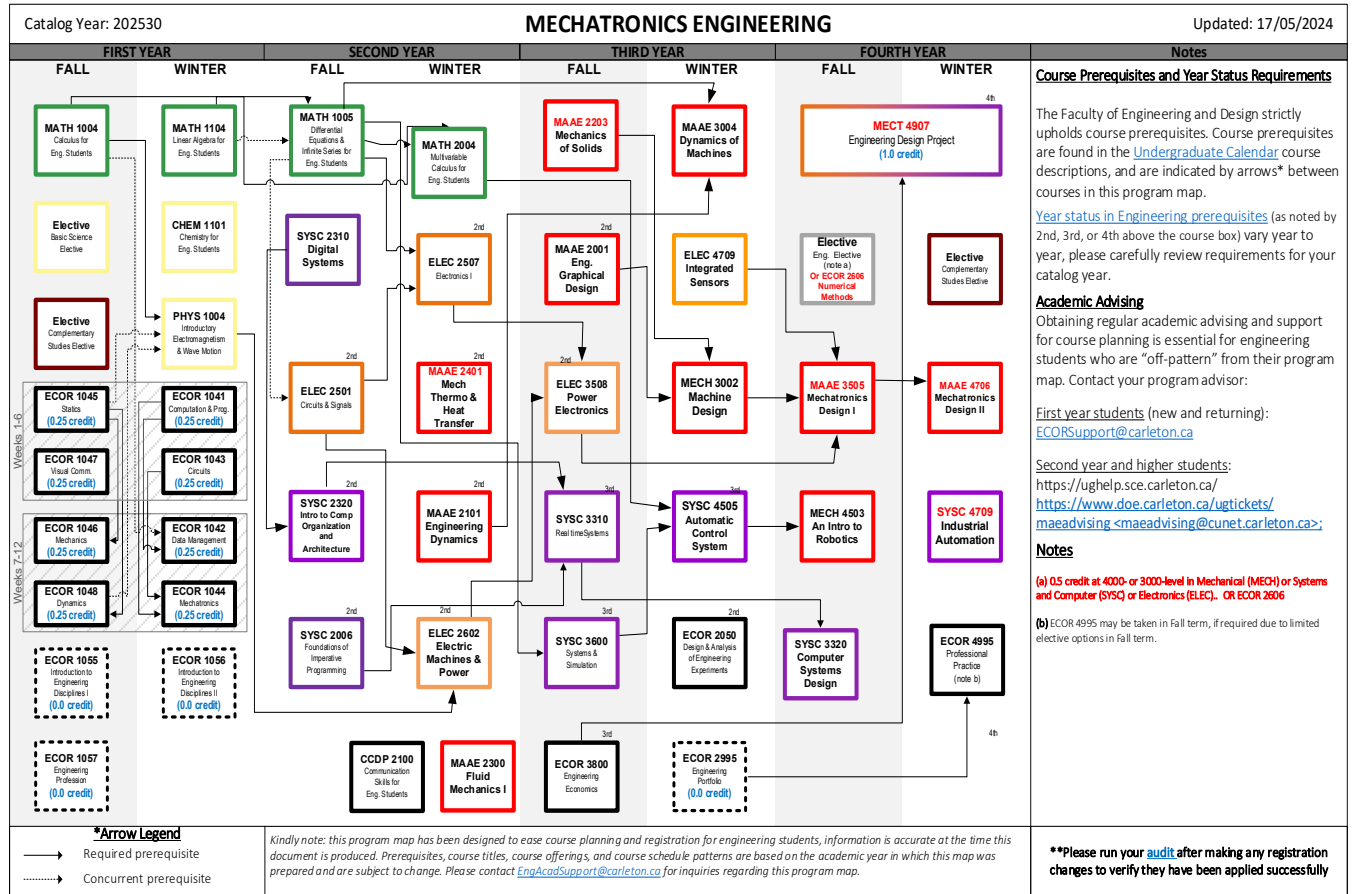 Catalog Year: 202530
MECHATRONICS ENGINEERING
Updated: 17/05/2024
FIRST YEAR
SECOND YEAR
THIRD YEAR
FOURTH YEAR
Notes
FALL
WINTER
FALL
WINTER
FALL
WINTER
FALL
WINTER
MATH 1004
Calculus for
Eng. Students
MATH 1104
Linear Algebra for
Eng. Students
MATH 1005
Differential
Equations &
Infinite Series for
Eng. Students
MATH 2004
Multivariable
Calculus for
Eng. Students
MAAE 2203
Mechanics
of Solids
MAAE 3004
Dynamics of
Machines
4th
MECT 4907
Engineering Design Project
(1.0 credit)
Elective
Basic Science
Elective
CHEM 1101
Chemistry for
Eng. Students
SYSC 2310
Digital
Systems
2nd
ELEC 2507
Electronics I
2nd
MAAE 2001
Eng.
Graphical
Design
ELEC 4709
Integrated
Sensors
Elective
Eng. Elective
(note a)
Or ECOR 2606
Numerical
Methods
Elective
Complementary
Studies Elective
Elective
Complementary
Studies Elective
PHYS 1004
Introductory
Electromagnetism
& Wave Motion
2nd
ELEC 2501
Circuits & Signals
2nd
MAAE 2401
Mech
Thermo &
Heat
Transfer
2nd
ELEC 3508
Power
Electronics
MECH 3002
Machine
Design
MAAE 3505
Mechatronics
Design I
MAAE 4706
Mechatronics
Design II
Weeks 1-6
ECOR 1045
Statics
(0.25 credit)
ECOR 1041
Computation & Prog.
(0.25 credit)
ECOR 1047
Visual Comm.
(0.25 credit)
ECOR 1043
Circuits
(0.25 credit)
Weeks 7-12
ECOR 1046
Mechanics
(0.25 credit)
ECOR 1042
Data Management
(0.25 credit)
ECOR 1048
Dynamics
(0.25 credit)
ECOR 1044
Mechatronics
(0.25 credit)
2nd
SYSC 2320
Intro to Comp
Organization
and
Architecture
2nd
MAAE 2101
Engineering
Dynamics
3rd
SYSC 3310
Real timeSystems
3rd
SYSC 4505
Automatic
Control
System
MECH 4503
An Intro to
Robotics
SYSC 4709
Industrial
Automation
2nd
SYSC 2006
Foundations of
Imperative
Programming
2nd
ELEC 2602
Electric
Machines &
Power
3rd
SYSC 3600
Systems &
Simulation
2nd
ECOR 2050
Design & Analysis
of Engineering
Experiments
SYSC 3320
Computer
Systems
Design
ECOR 4995
Professional
Practice
(note b)
4th
ECOR 1055
Introduction to
Engineering
Disciplines I
(0.0 credit)
ECOR 1056
Introduction to
Engineering
Disciplines II
(0.0 credit)
ECOR 1057
Engineering
Profession
(0.0 credit)
CCDP 2100
Communication
Skills for
Eng. Students
MAAE 2300
Fluid
Mechanics I
3rd
ECOR 3800
Engineering
Economics
ECOR 2995
Engineering
Portfolio
(0.0 credit)
Course Prerequisites and Year Status Requirements
The Faculty of Engineering and Design strictly
upholds course prerequisites. Course prerequisites
are found in the Undergraduate Calendar course
descriptions, and are indicated by arrows* between
courses in this program map.
Year status in Engineering prerequisites (as noted by
2nd, 3rd, or 4th above the course box) vary year to
year, please carefully review requirements for your
catalog year.
Academic Advising
Obtaining regular academic advising and support
for course planning is essential for engineering
students who are “off-pattern” from their program
map. Contact your program advisor:
First year students (new and returning):
ECORSupport@carleton.ca
Second year and higher students:
https://ughelp.sce.carleton.ca/
https://www.doe.carleton.ca/ugtickets/
maeadvising <maeadvising@cunet.carleton.ca>;
Notes
(a) 0.5 credit at 4000- or 3000-level in Mechanical (MECH) or Systems
and Computer (SYSC) or Electronics (ELEC).. OR ECOR 2606
(b) ECOR 4995 may be taken in Fall term, if required due to limited
elective options in Fall term.
*Arrow Legend
Required prerequisite
Concurrent prerequisite
Kindly note: this program map has been designed to ease course planning and registration for engineering students, information is accurate at the time this
document is produced. Prerequisites, course titles, course offerings, and course schedule patterns are based on the academic year in which this map was
prepared and are subject to change. Please contact EngAcadSupport@carleton.ca for inquiries regarding this program map.
**Please run your audit after making any registration
changes to verify they have been applied successfully